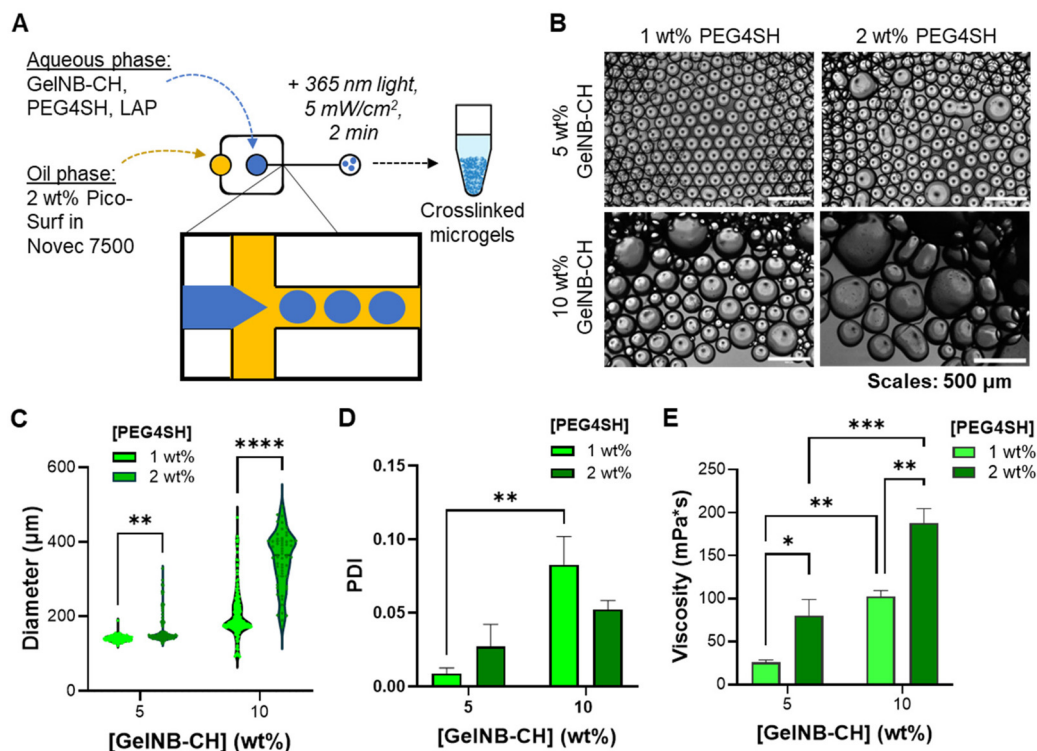 A
Aqueous phase:
GelNB-CH,
PEG4SH, LAP
Oil phase:
2 wt% Pico-
Surf in
Novec 7500
+ 365 nm light,
5 mW/cm²,
2 min
Crosslinked
microgels
B
1 wt% PEG4SH
2 wt% PEG4SH
5 wt%
GelNB-CH
10 wt%
GelNB-CH
Scales: 500 μm
C
[PEG4SH]
1 wt%
2 wt%
Diameter (μm)
600
400
200
0
**
****
5
10
[GelNB-CH] (wt%)
D
[PEG4SH]
1 wt%
2 wt%
PDI
0.15
0.10
0.05
0.00
**
5
10
[GelNB-CH] (wt%)
E
[PEG4SH]
1 wt%
2 wt%
Viscosity (mPa*s)
250
200
150
100
50
0
***
**
**
*
5
10
[GelNB-CH] (wt%)